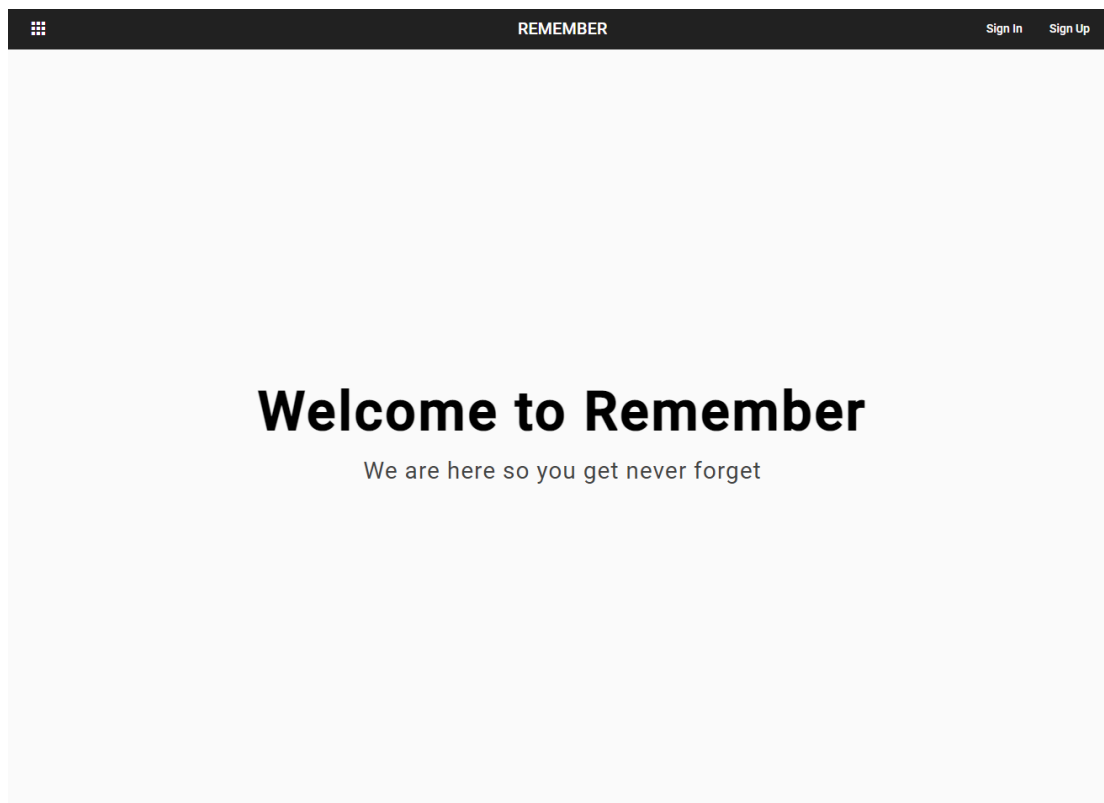 REMEMBER
Sign In
Sign Up
Welcome to Remember
We are here so you get never forget